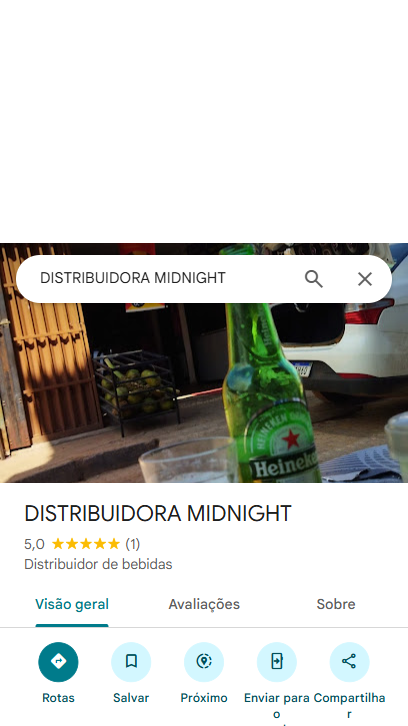 DISTRIBUIDORA MIDNIGHT
Heineke
DISTRIBUIDORA MIDNIGHT
5,0 ★★★★★ (1)
Distribuidor de bebidas
Visão geral Avaliações Sobre
Rotas Salvar Próximo Enviar para o Compartilhar